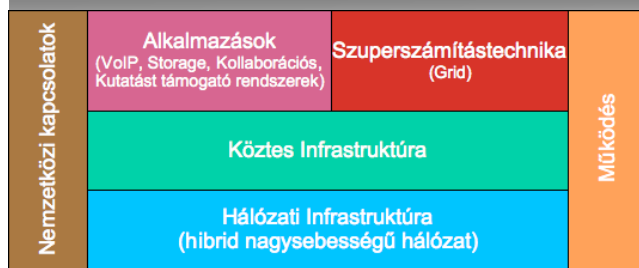 Nemzetközi kapcsolatok
Alkalmazások
(VoIP, Storage, Kollaborációs,
Kutatást támogató rendszerek)
Szuperszámítástechnika
(Grid)
Köztes Infrastruktúra
Hálózati Infrastruktúra
(hibrid nagysebességű hálózat)
Működés